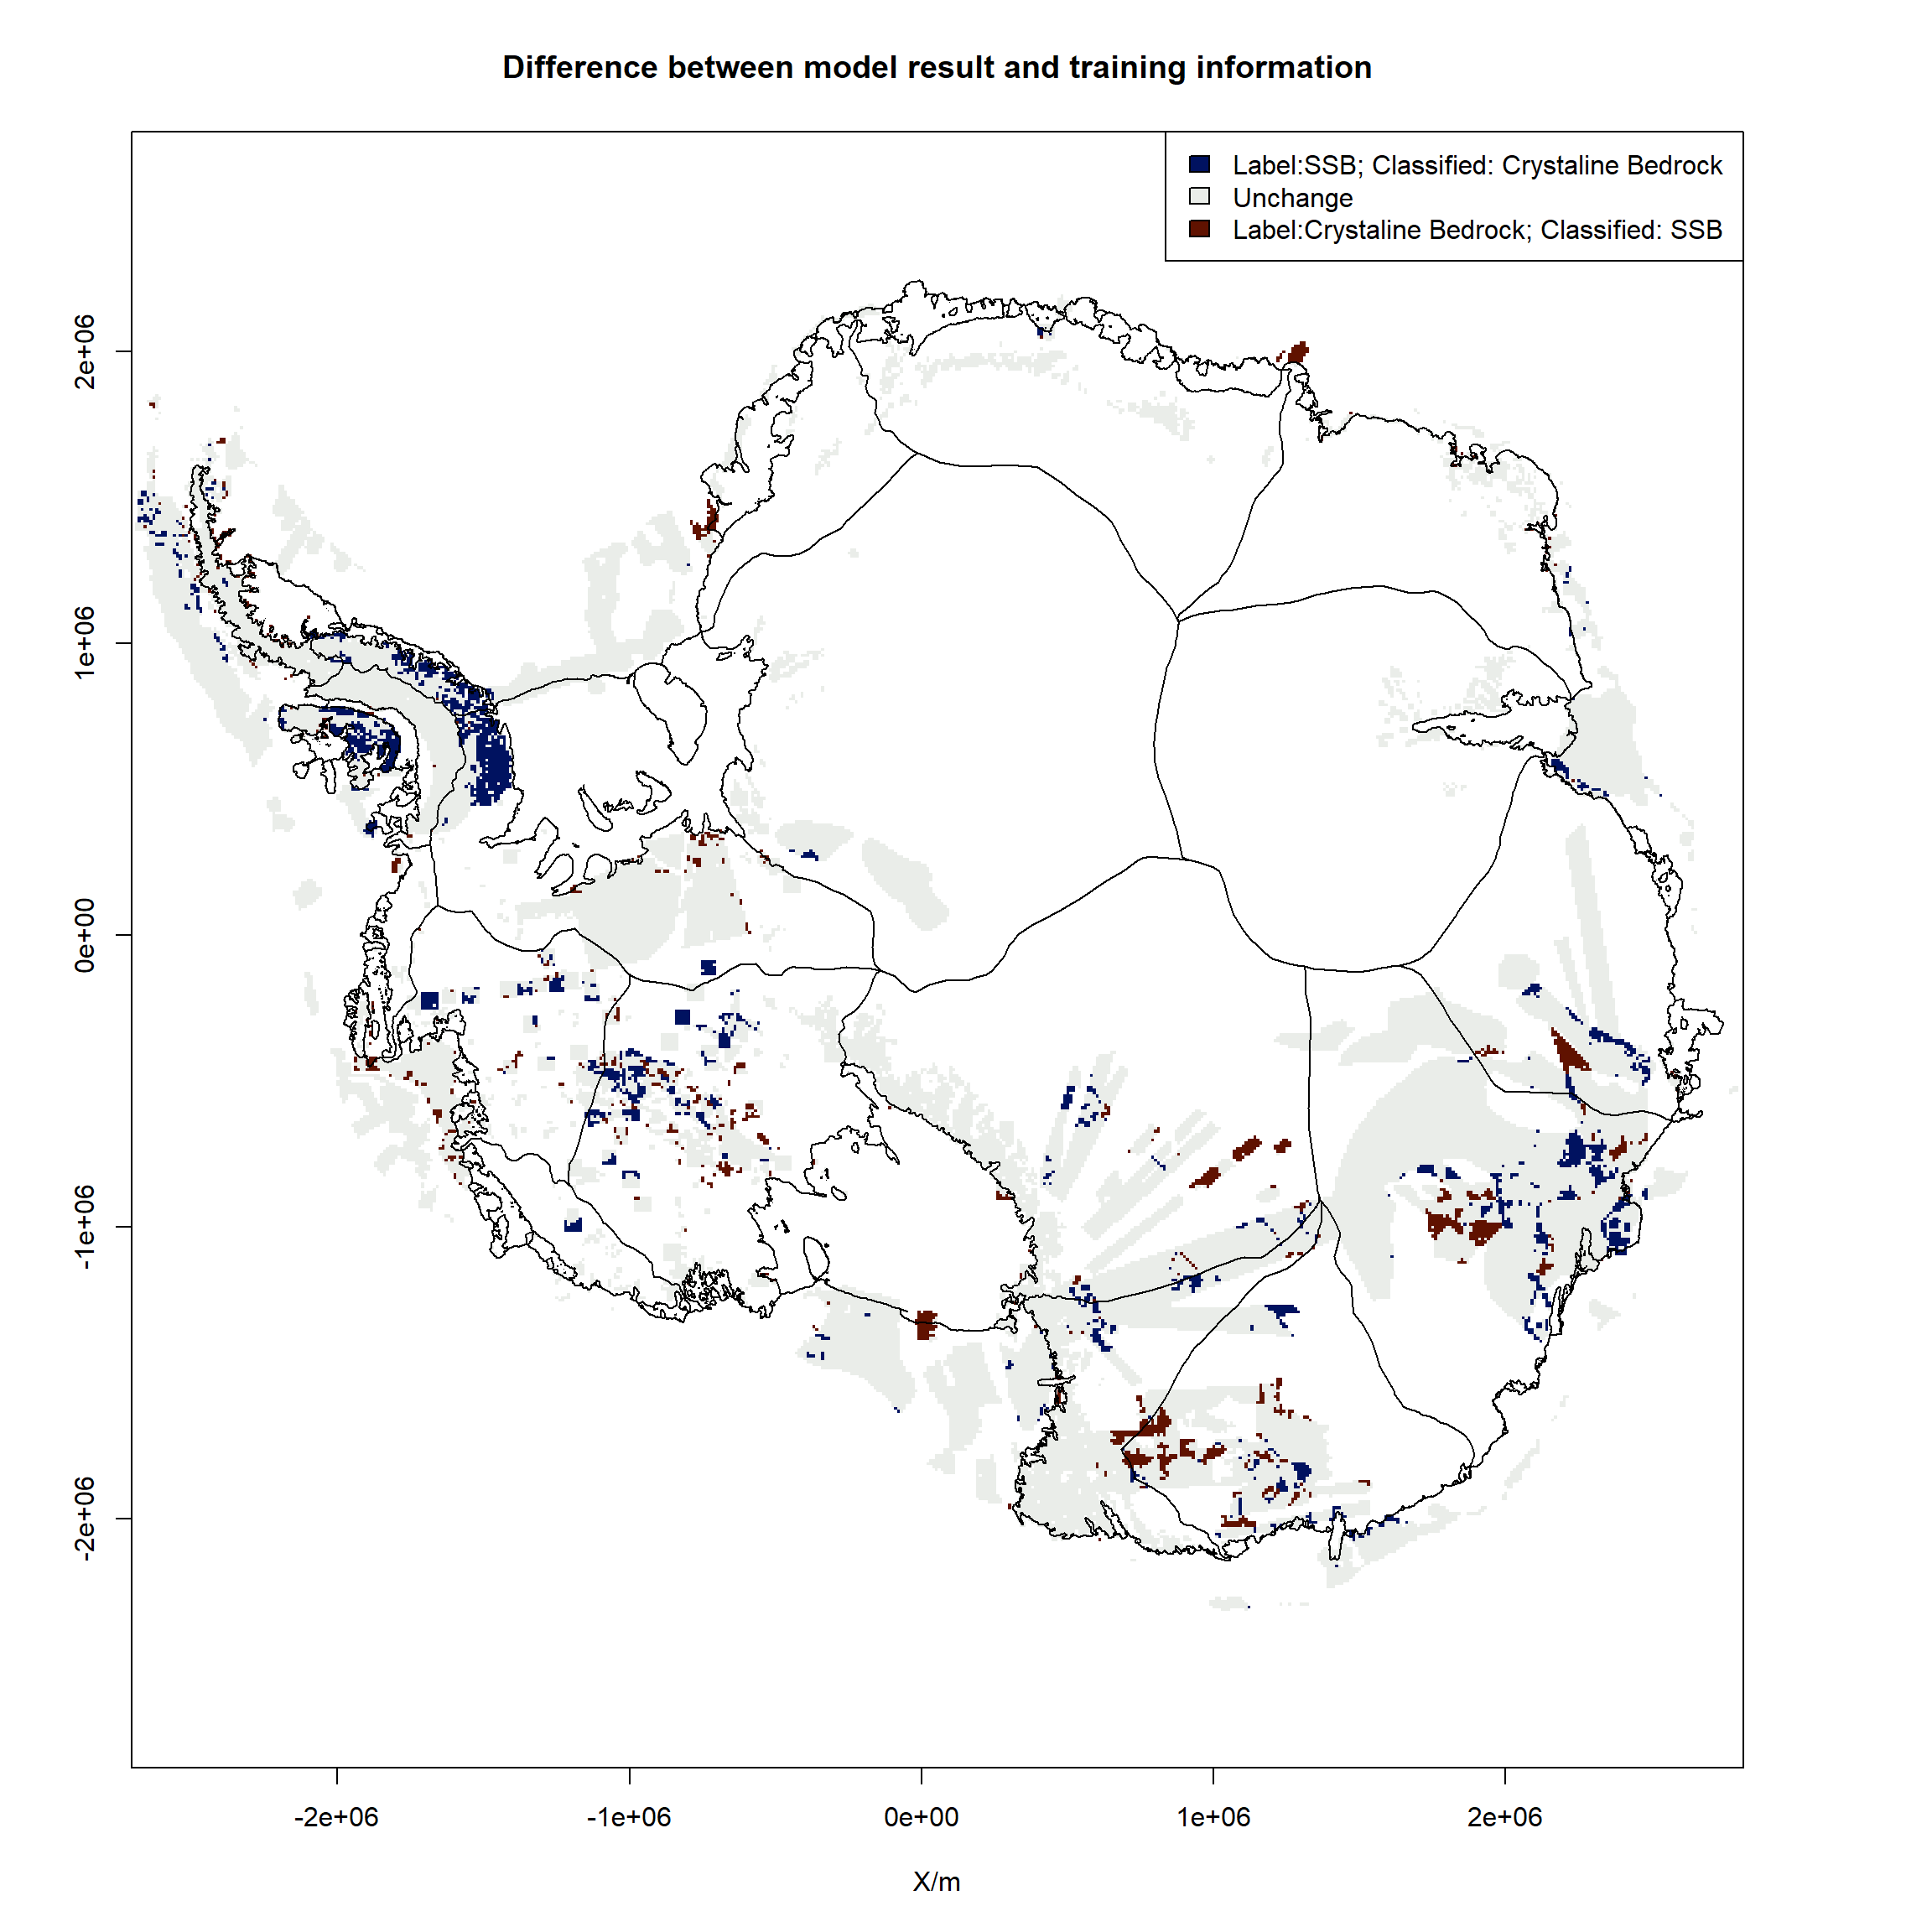 Difference between model result and training information
Label:SSB; Classified: Crystaline Bedrock
Unchange
Label:Crystaline Bedrock; Classified: SSB
2e+06
1e+06
0e+00
-1e+06
-2e+06
-2e+06
-1e+06
0e+00
1e+06
2e+06
X/m